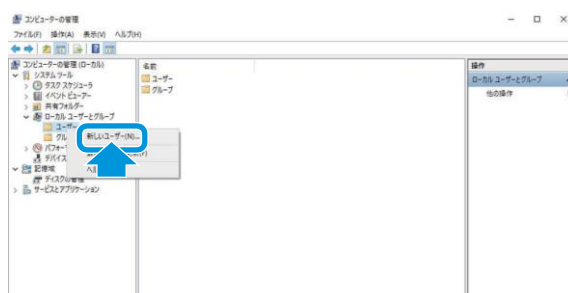 コンピューターの管理
ファイル(F) 操作(A) 表示(V) ヘルプ(H)
コンピューターの管理 (ローカル)
システム ツール
タスク スケジューラ
イベント ビューアー
共有フォルダー
ローカル ユーザーとグループ
ユーザー
グル
パフォー
デバイス
記憶域
ディスクの管理
サービスとアプリケーション
新しいユーザー(N)...
名前
ユーザー
グループ
操作
ローカル ユーザーとグループ
他の操作